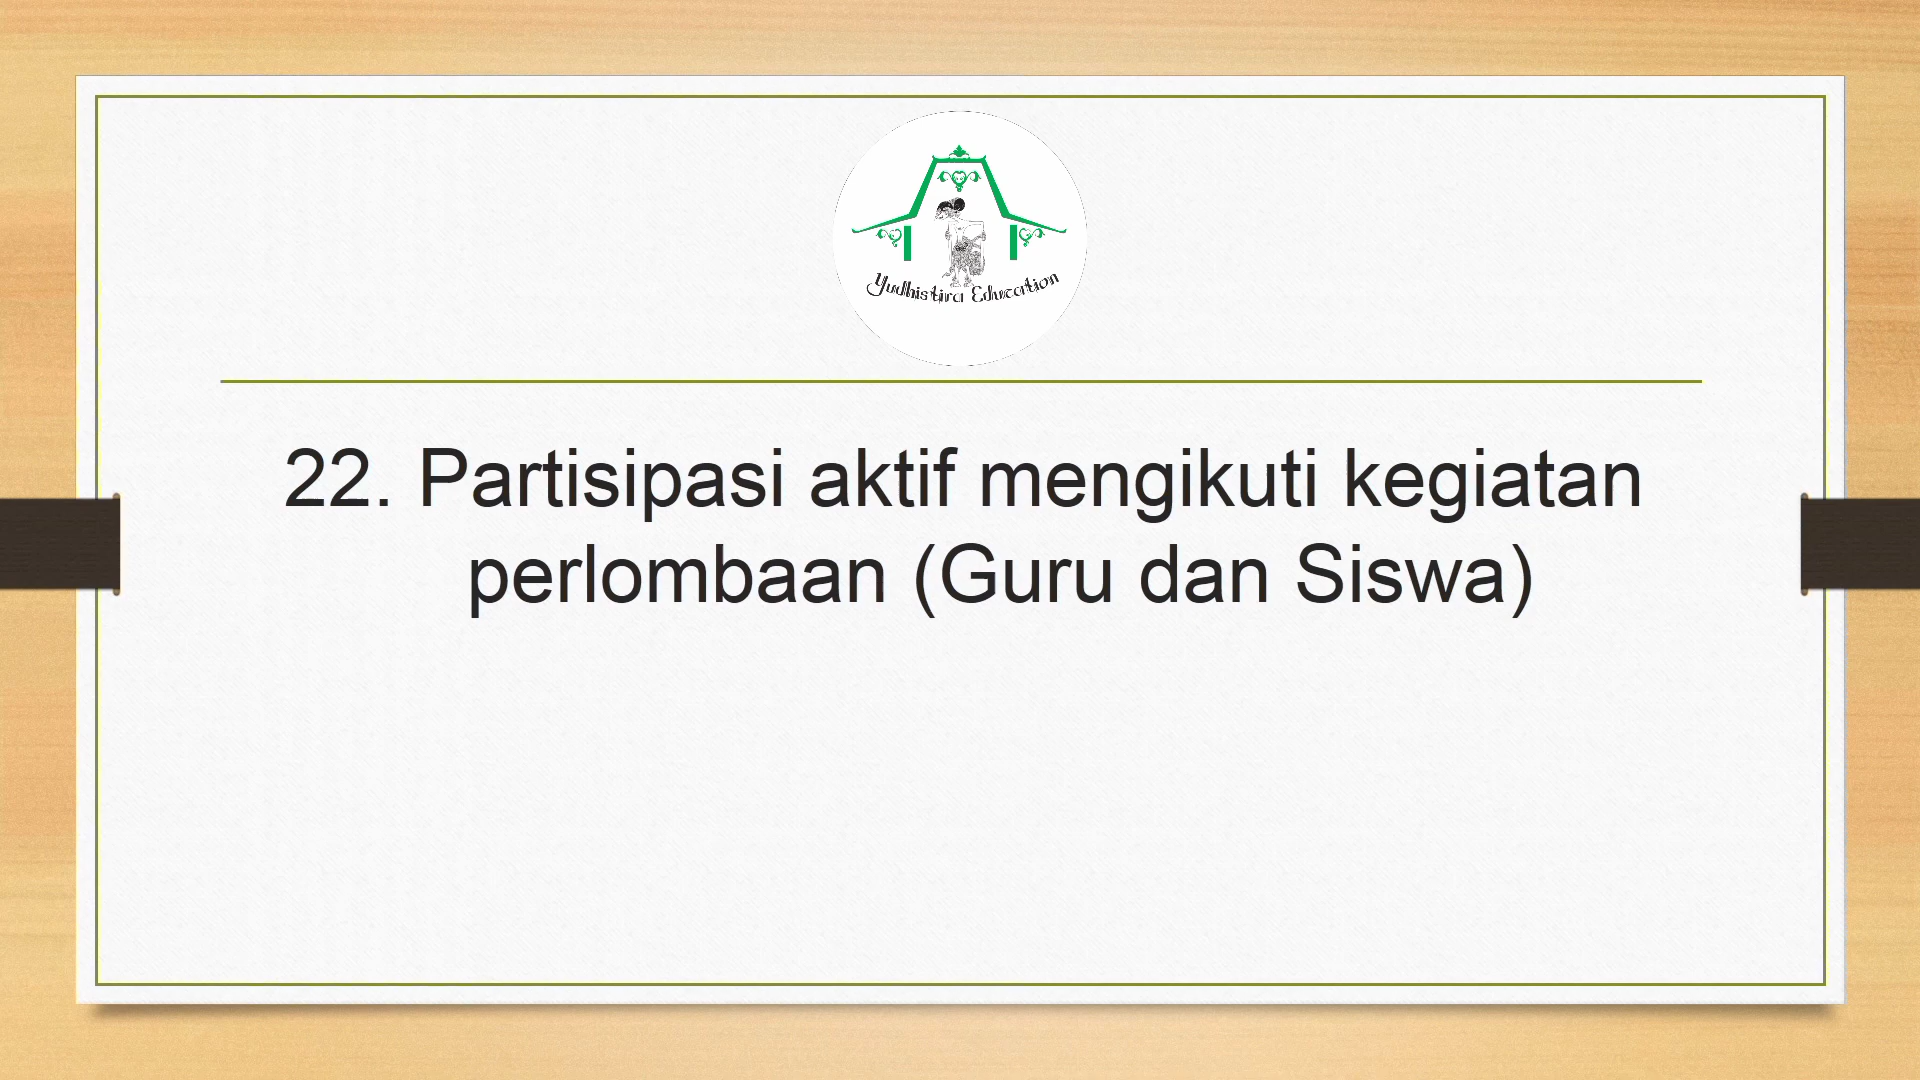 Yudhistira Education
22. Partisipasi aktif mengikuti kegiatan
perlombaan (Guru dan Siswa)